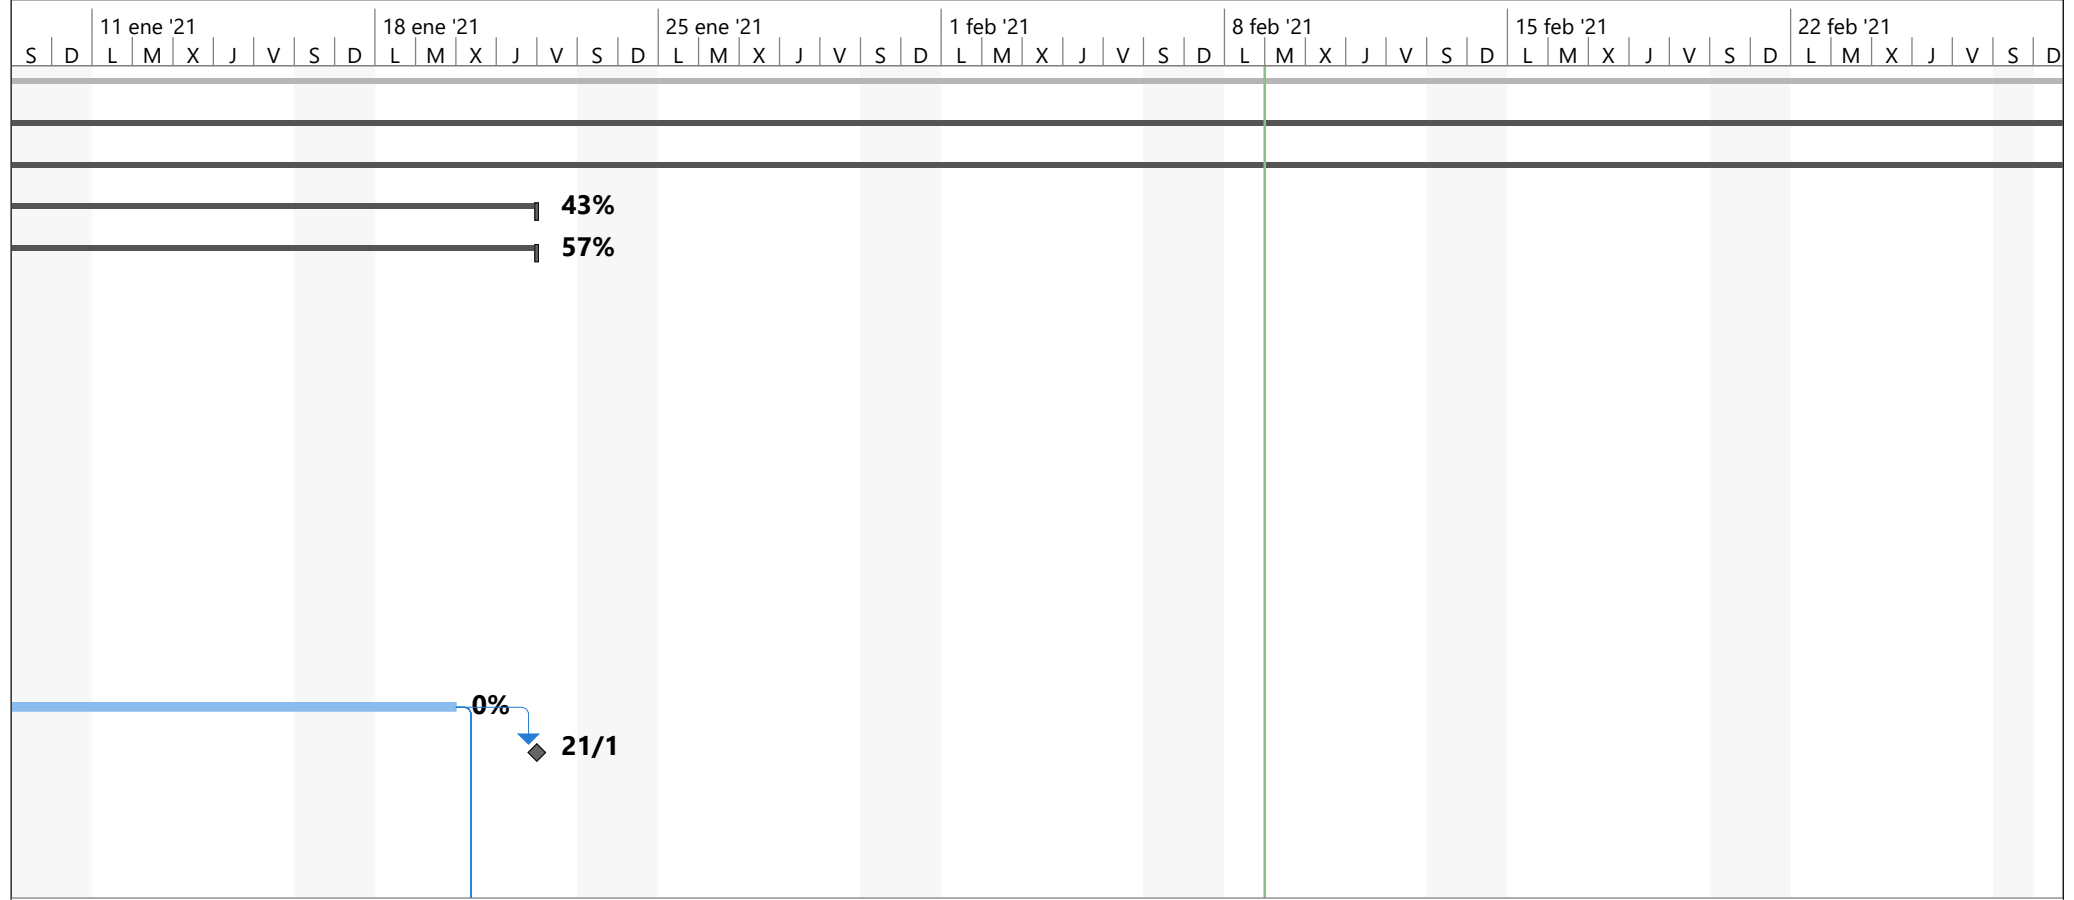 11 ene '21 18 ene '21 25 ene '21 1 feb '21 8 feb '21 15 feb '21 22 feb '21
S D L M X J V S D L M X J V S D L M X J V S D L M X J V S D L M X J V S D L M X J V S D L M X J V S D
43%
57%
0%
21/1